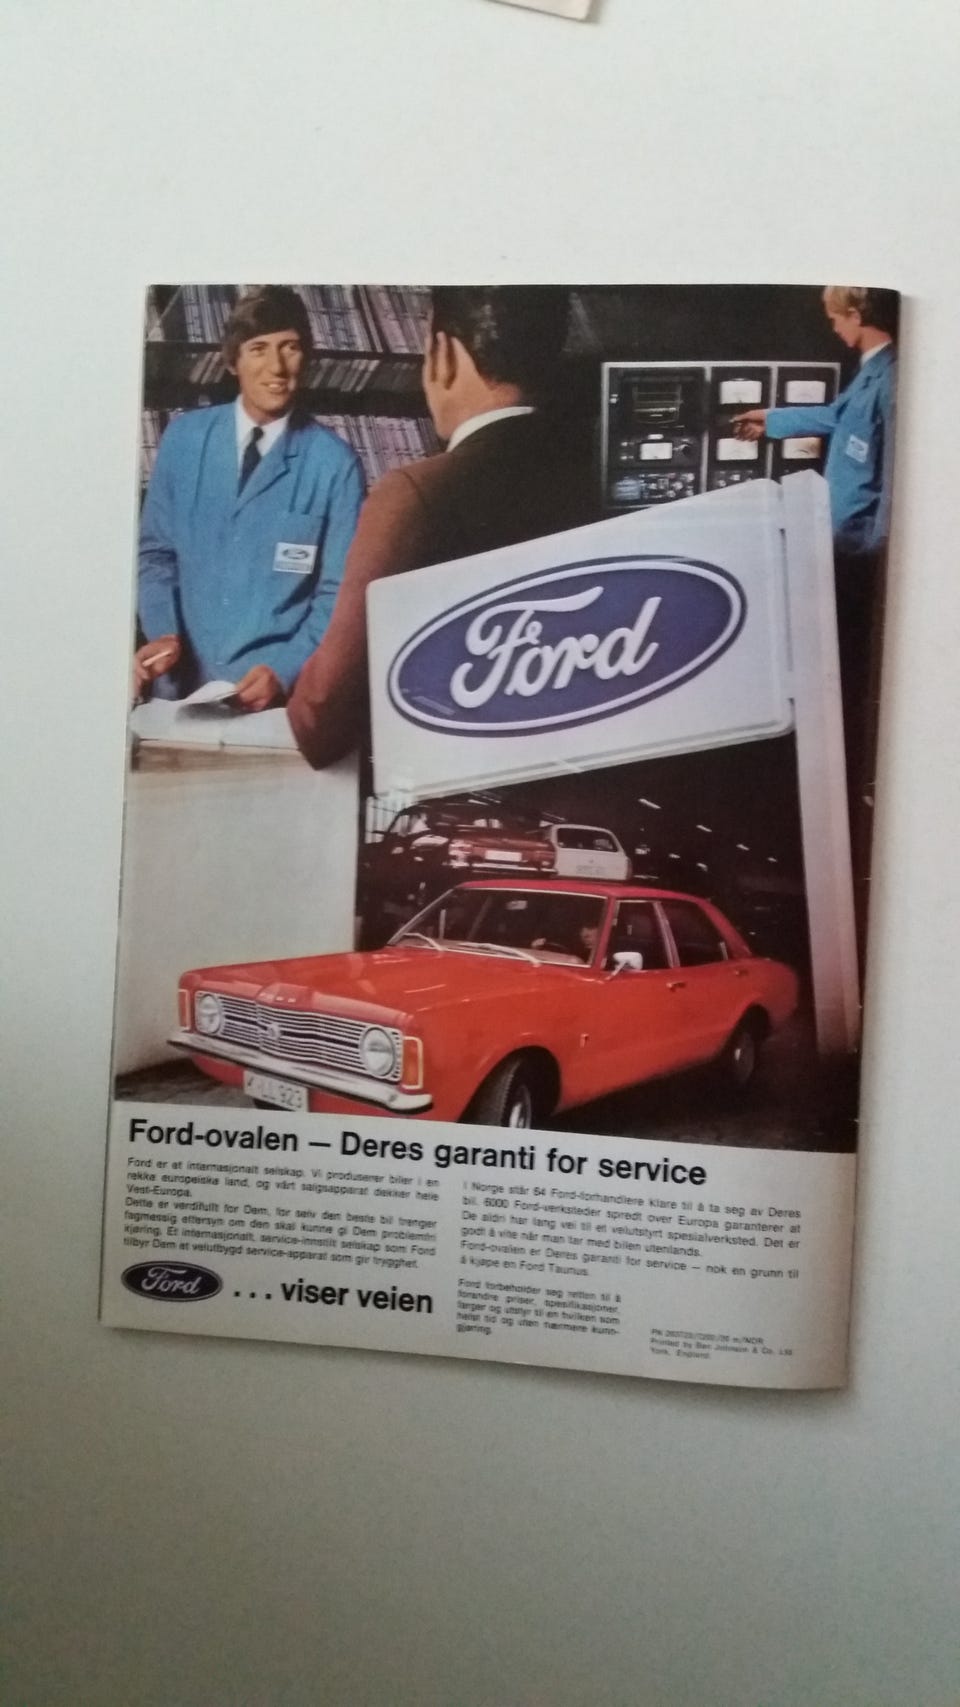 Ford
K·LL 923
Ford-ovalen — Deres garanti for service
Ford er et internasjonalt selskap. Vi produserer biler i en
rekke europeiske land, og vårt salgsapparat dekker hele
Vest-Europa.
Dette er verdifullt for Dem, for selv den beste bil trenger
fagmessig ettersyn om den skal kunne gi Dem problemfri
kjøring. Et internasjonalt, service-innstilt selskap som Ford
tilbyr Dem et velutbygd service-apparat som gir trygghet.
I Norge står 64 Ford-forhandlere klare til å ta seg av Deres
bil. 6000 Ford-verksteder spredt over Europa garanterer at
De aldri har lang vei til et velutstyrt spesialverksted. Det er
godt å vite når man tar med bilen utenlands.
Ford-ovalen er Deres garanti for service — nok en grunn til
å kjøpe en Ford Taunus.
Ford ... viser veien
Ford forbeholder seg retten til å
forandre priser, spesifikasjoner,
farger og utstyr til en hvilken som
helst tid og uten nærmere kunn-
gjøring.
Printed by Ben Johnson & Co. Ltd
York, England.